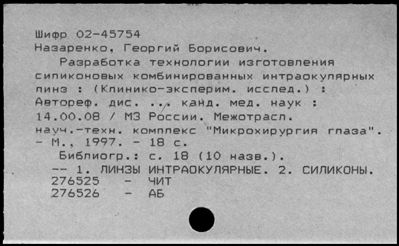 Шифр 02-45754
Назаренко, Георгий Борисович.
Разработка технологии изготовления
силиконовых комбинированных интраокулярных
линз : (Клинико-эксперим. исслед.) :
Автореф. дис. ... канд. мед. наук :
14.00.08 / МЗ России. Межотрасл.
науч.-техн. комплекс "Микрохирургия глаза".
- М., 1997. - 18 с.
Библиогр.: с. 18 (10 назв.).
-- 1. ЛИНЗЫ ИНТРАОКУЛЯРНЫЕ. 2. СИЛИКОНЫ.
276525 - ЧИТ
276526 - АБ